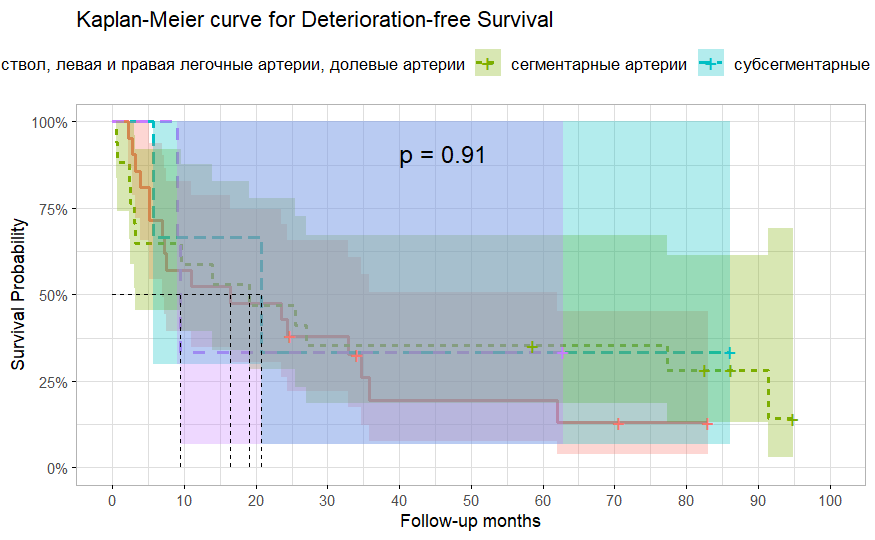 Kaplan-Meier curve for Deterioration-free Survival
ствол, левая и правая легочные артерии, долевые артерии сегментарные артерии субсегментарные
100%
p = 0.91
75%
50%
25%
0%
Survival Probability
0 10 20 30 40 50 60 70 80 90 100
Follow-up months